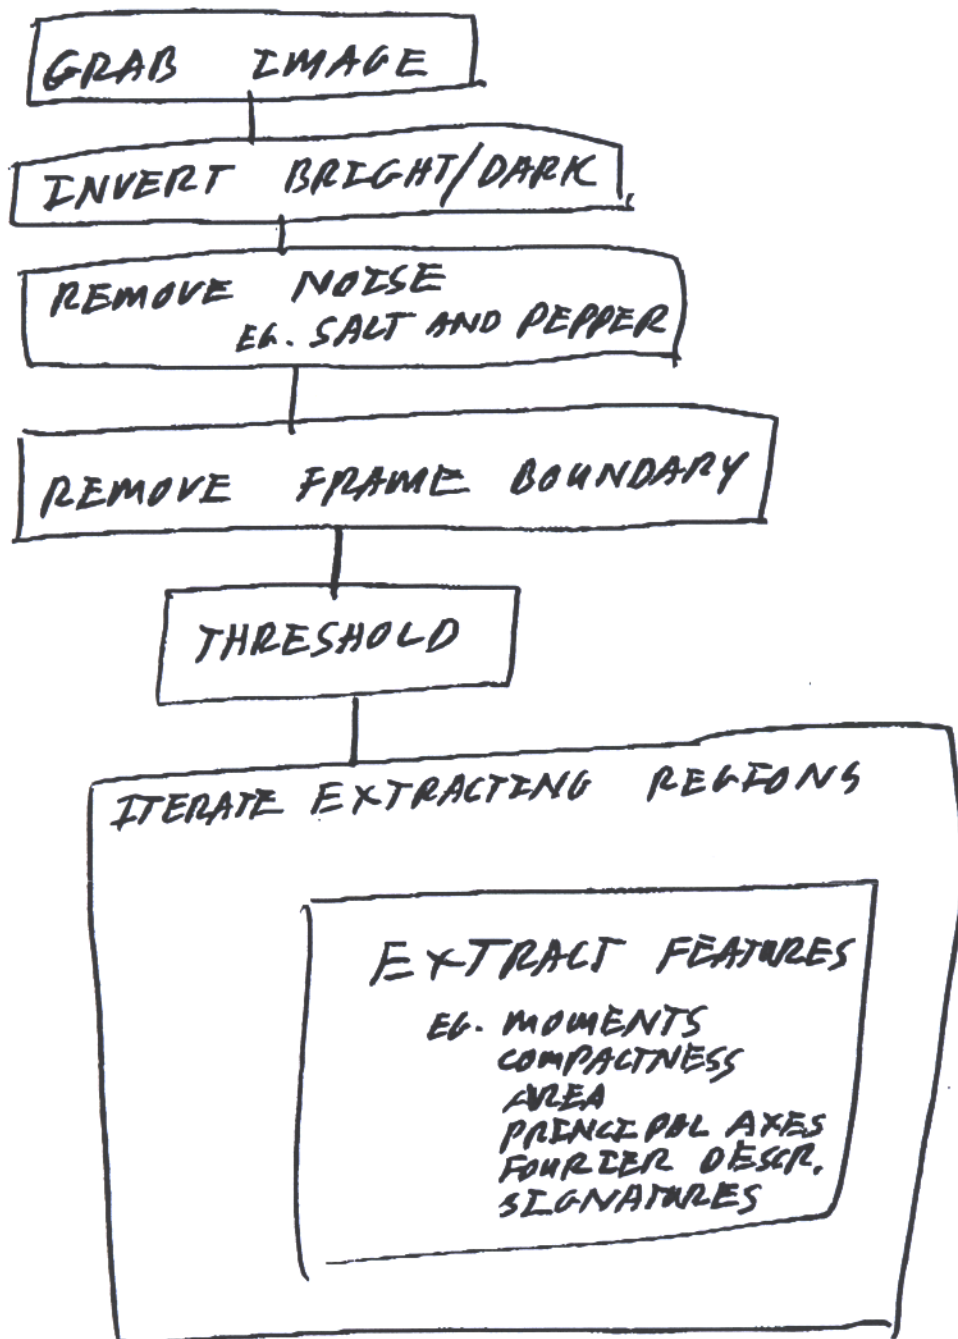 GRAB IMAGE
INVERT BRIGHT/DARK
REMOVE NOISE
EG. SALT AND PEPPER
REMOVE FRAME BOUNDARY
THRESHOLD
ITERATE EXTRACTING REGIONS
EXTRACT FEATURES
EG. MOMENTS
COMPACTNESS
AREA
PRINCIPAL AXES
FOURIER DESCR.
SIGNATURES